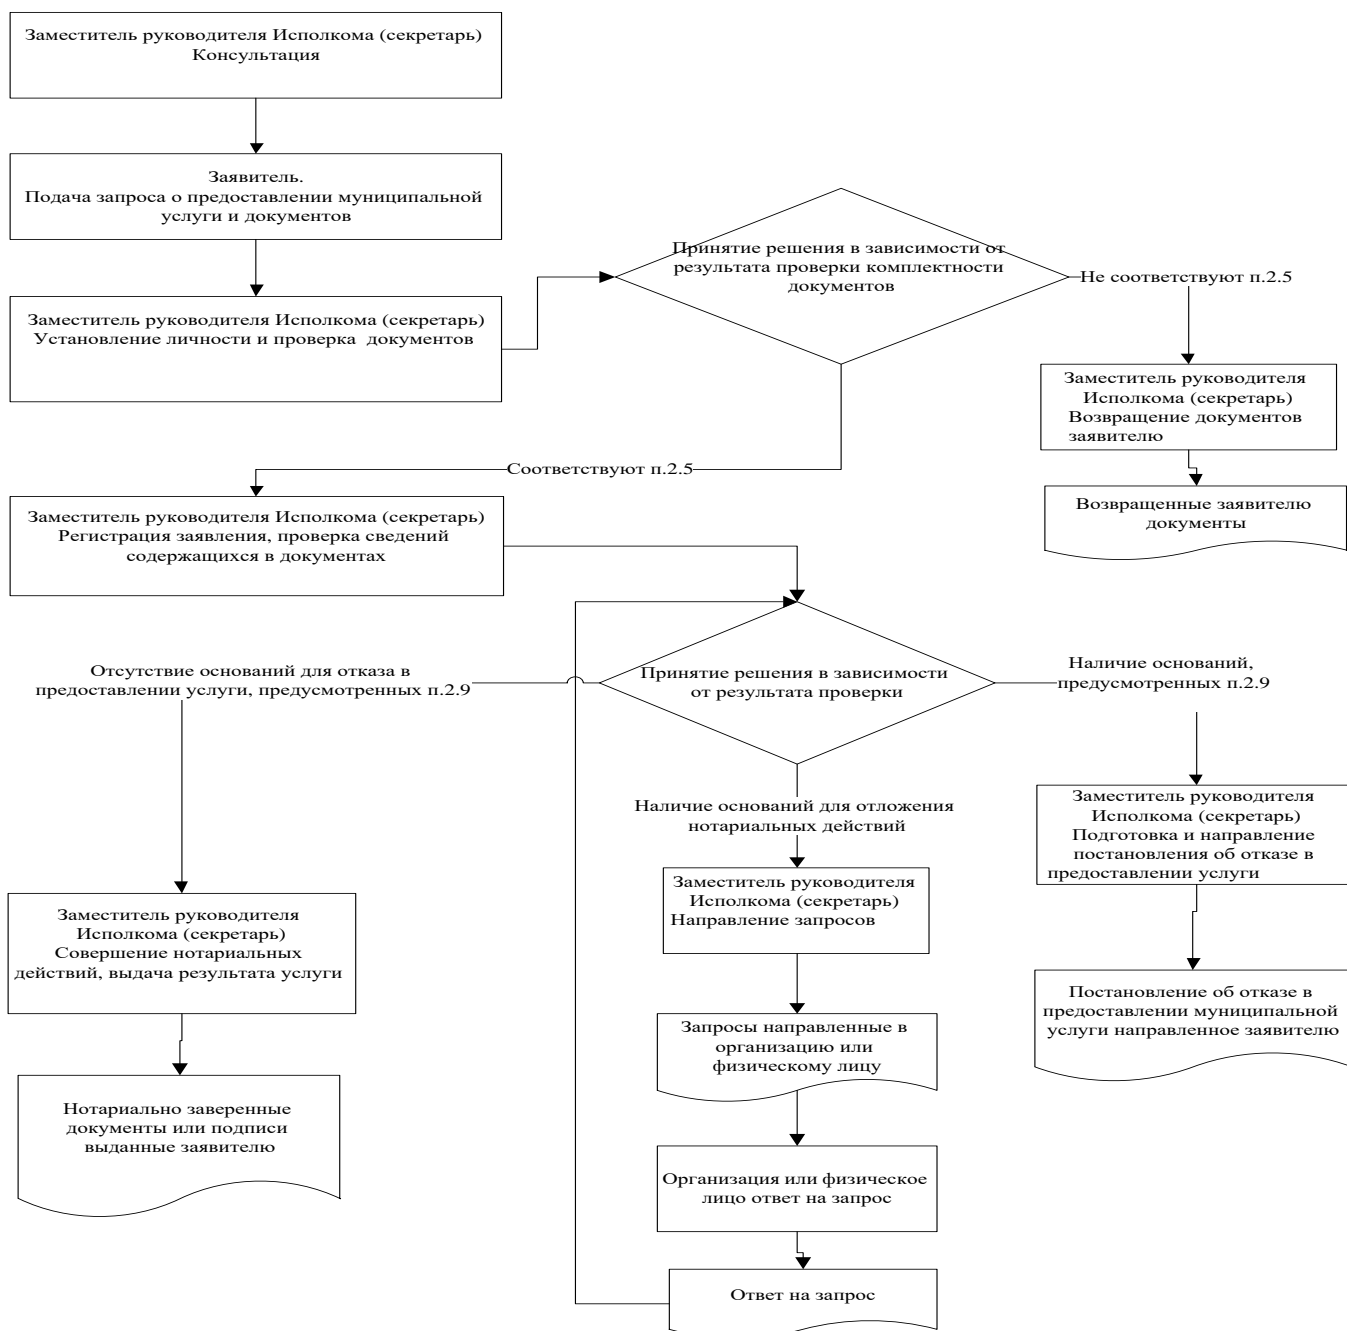 Заместитель руководителя Исполкома (секретарь)
Консультация
Заявитель.
Подача запроса о предоставлении муниципальной
услуги и документов
Заместитель руководителя Исполкома (секретарь)
Установление личности и проверка документов
Принятие решения в зависимости от
результата проверки комплектности
документов
Не соответствуют п.2.5
Заместитель руководителя
Исполкома (секретарь)
Возвращение документов
заявителю
Возвращенные заявителю
документы
Соответствуют п.2.5
Заместитель руководителя Исполкома (секретарь)
Регистрация заявления, проверка сведений
содержащихся в документах
Принятие решения в зависимости
от результата проверки
Отсутствие оснований для отказа в
предоставлении услуги, предусмотренных п.2.9
Наличие оснований,
предусмотренных п.2.9
Наличие оснований для отложения
нотариальных действий
Заместитель руководителя
Исполкома (секретарь)
Совершение нотариальных
действий, выдача результата услуги
Нотариально заверенные
документы или подписи
выданные заявителю
Заместитель руководителя
Исполкома (секретарь)
Направление запросов
Запросы направленные в
организацию или
физическому лицу
Организация или физическое
лицо ответ на запрос
Ответ на запрос
Заместитель руководителя
Исполкома (секретарь)
Подготовка и направление
постановления об отказе в
предоставлении услуги
Постановление об отказе в
предоставлении муниципальной
услуги направленное заявителю